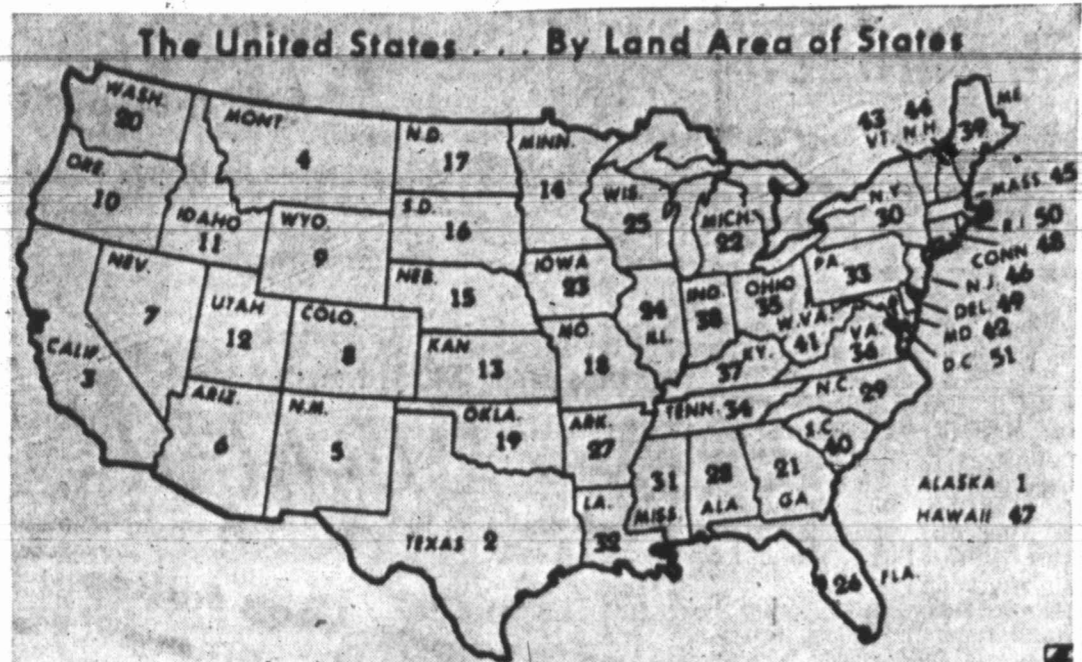 The United States . . . By Land Area of States
WASH.
20
ORE.
10
IDAHO
11
MONT.
4
WYO.
9
NEV.
7
CALIF.
3
UTAH
12
COLO.
8
ARIZ.
6
N.M.
5
N.D.
17
S.D.
16
NEB.
15
KAN
13
OKLA.
19
TEXAS 2
MINN.
14
IOWA
23
MO.
18
ARK.
27
LA.
32
WIS.
25
ILL.
24
MICH.
22
IND.
38
OHIO
35
KY.
37
TENN. 34
MISS.
31
28
ALA.
21
GA
FLA.
26
S.C.
40
N.C.
29
VA.
36
W.VA.
41
PA.
33
N.Y.
30
43
VT.
44
N.H.
ME
39
MASS 45
R.I. 50
CONN 48
N.J. 46
DEL. 49
MD 42
D.C 51
ALASKA 1
HAWAII 47